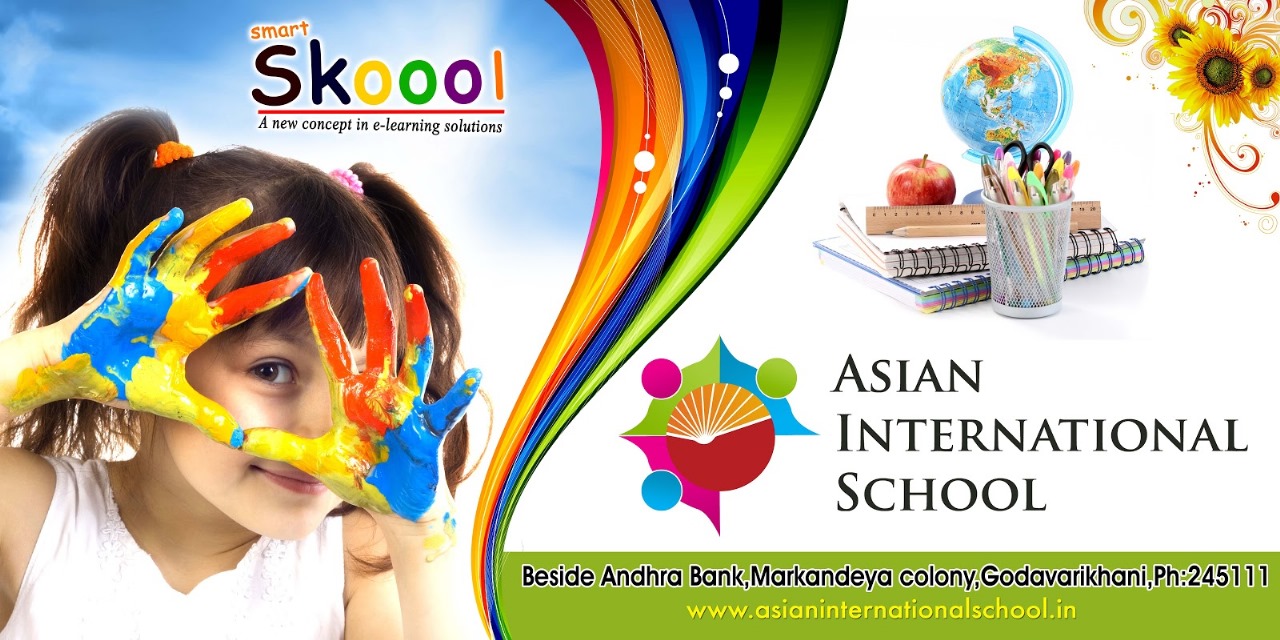 smart
Skoool
A new concept in e-learning solutions
ASIAN
INTERNATIONAL
SCHOOL
Beside Andhra Bank,Markandeya colony,Godavarikhani,Ph:245111
www.asianinternationalschool.in